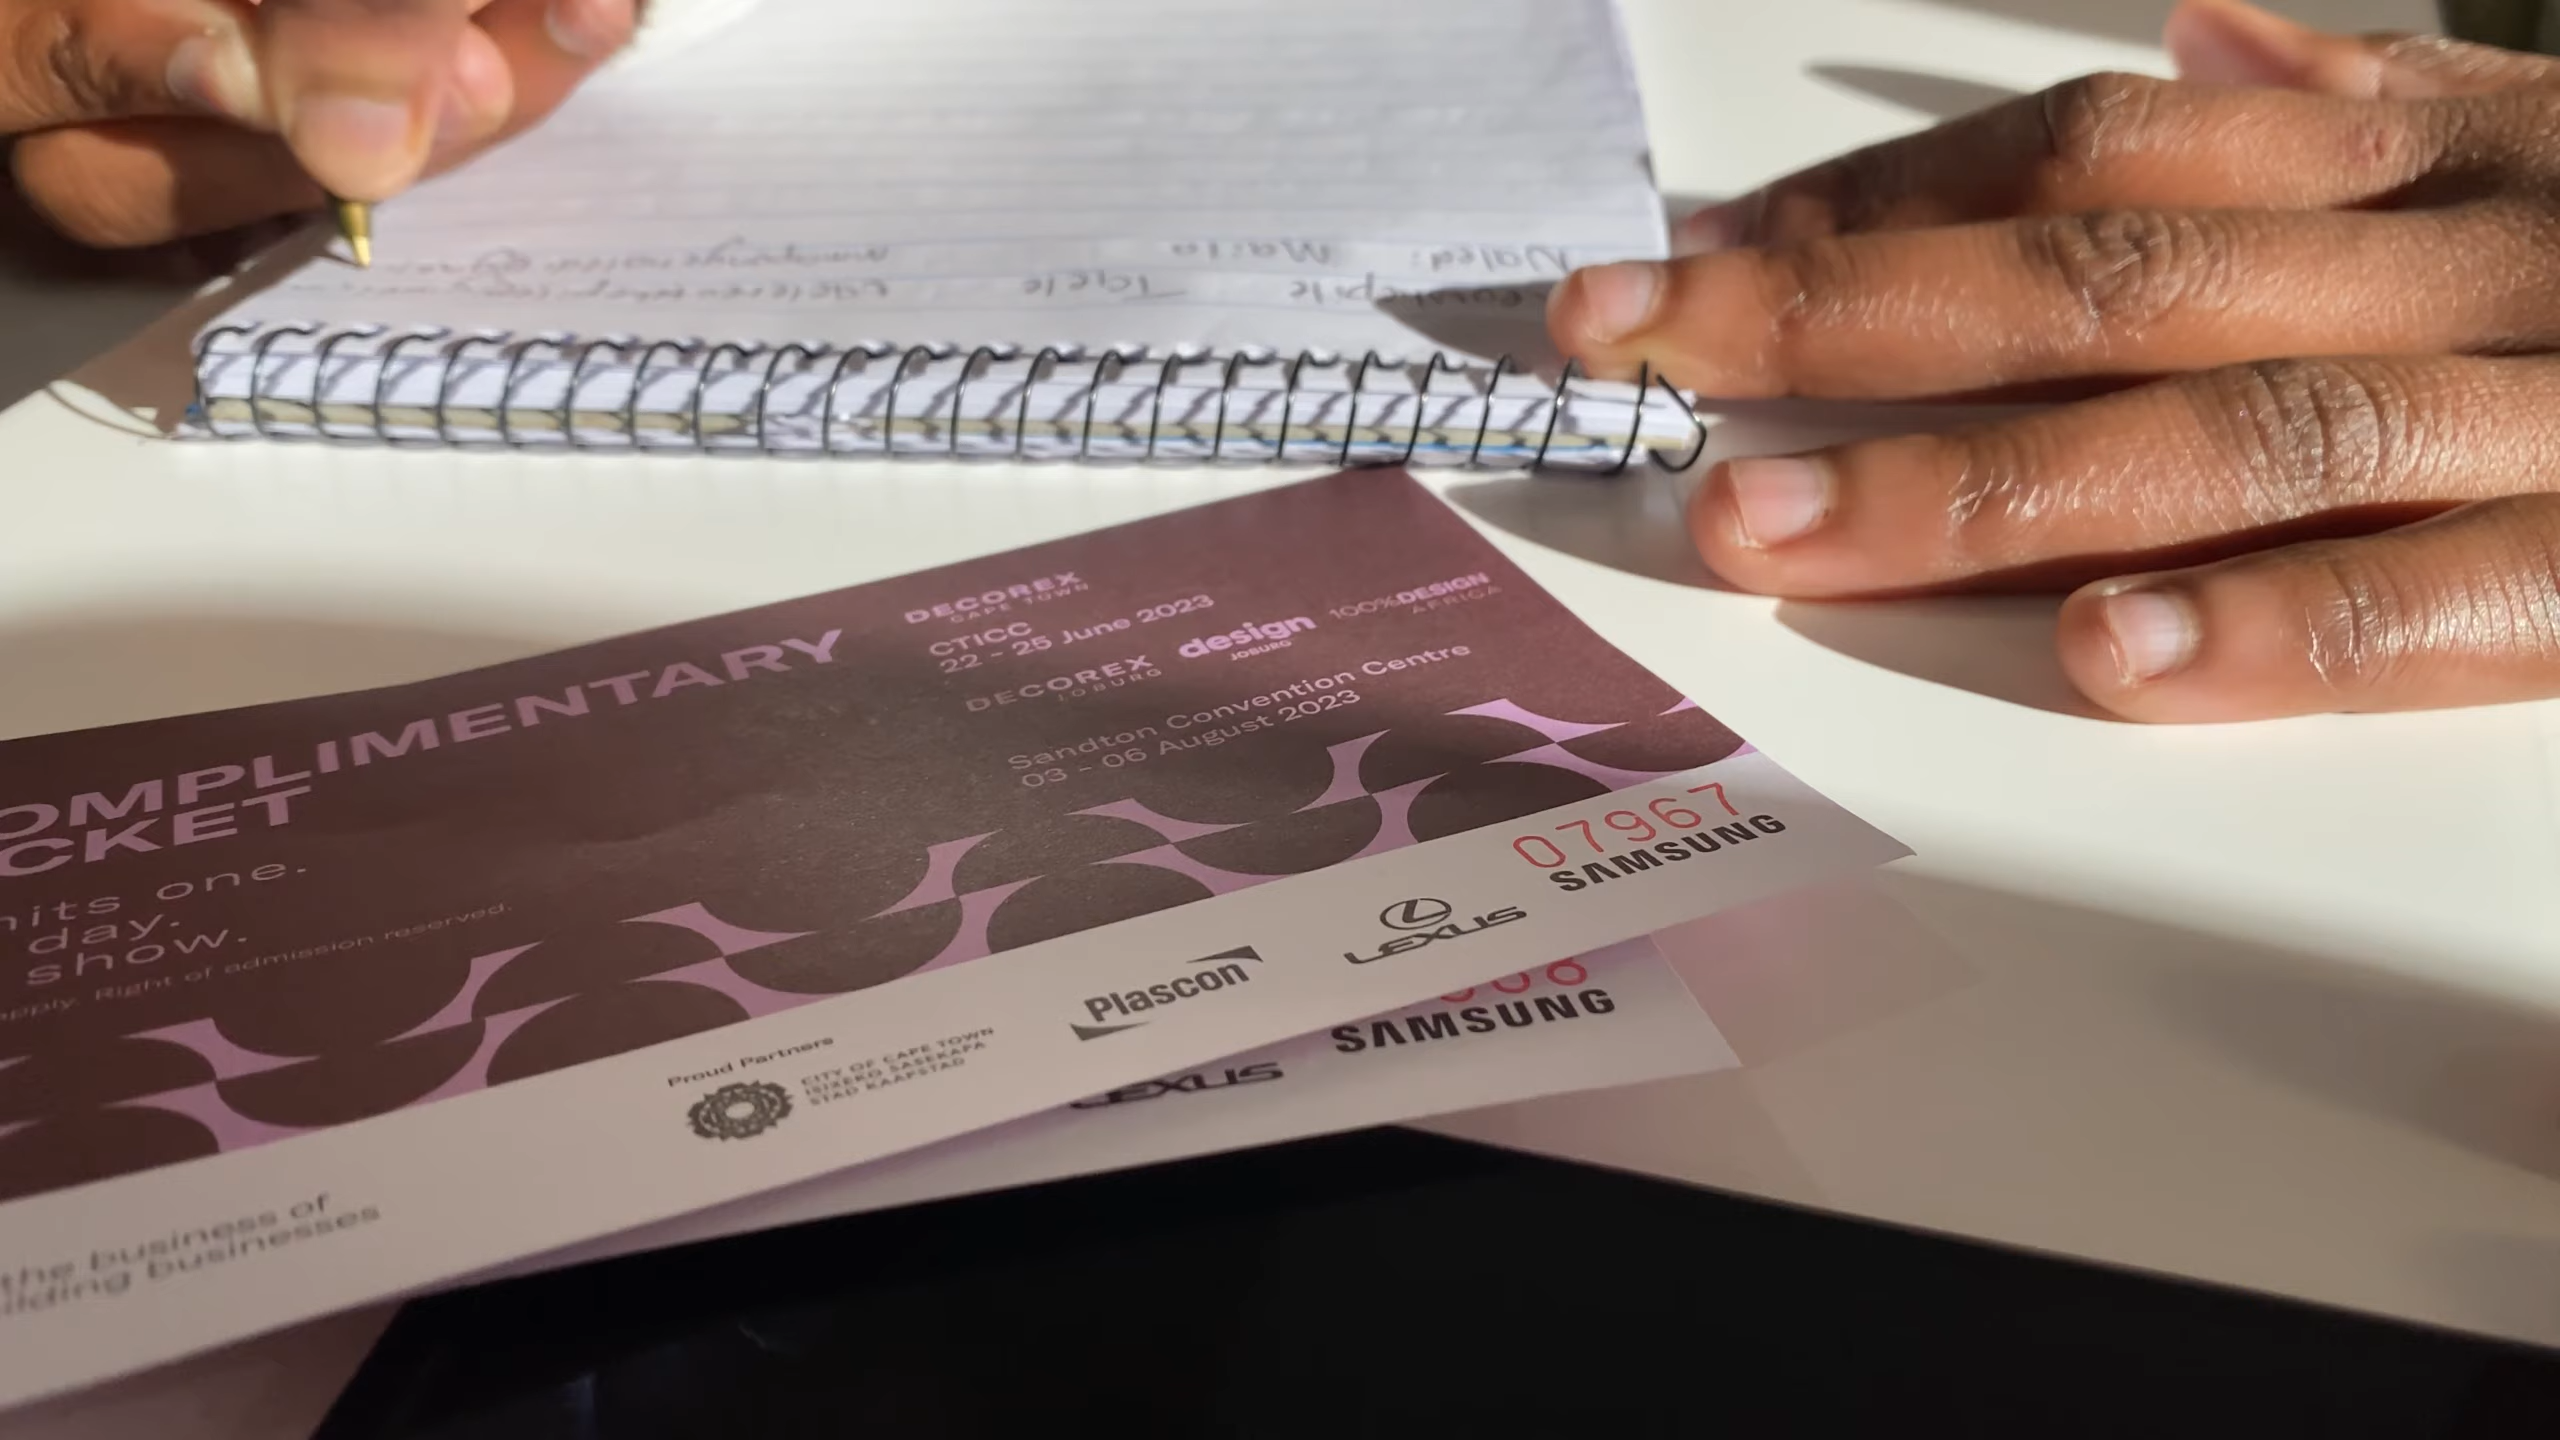 OMPLIMENTARY
CKET
its one.
day.
show.
apply. Right of admission reserved.
DECOREX
CAPE TOWN
CTICC
22 - 25 June 2023
DECOREX
JOBURG
design
JOBURG
100%DESIGN
AFRICA
Sandton Convention Centre
03 - 06 August 2023
07967
SAMSUNG
LEXUS
Plascon
Proud Partners
CITY OF CAPE TOWN
ISIXEKO SASEKAPA
STAD KAAPSTAD
the business of
ilding businesses
SAMSUNG
LEXUS